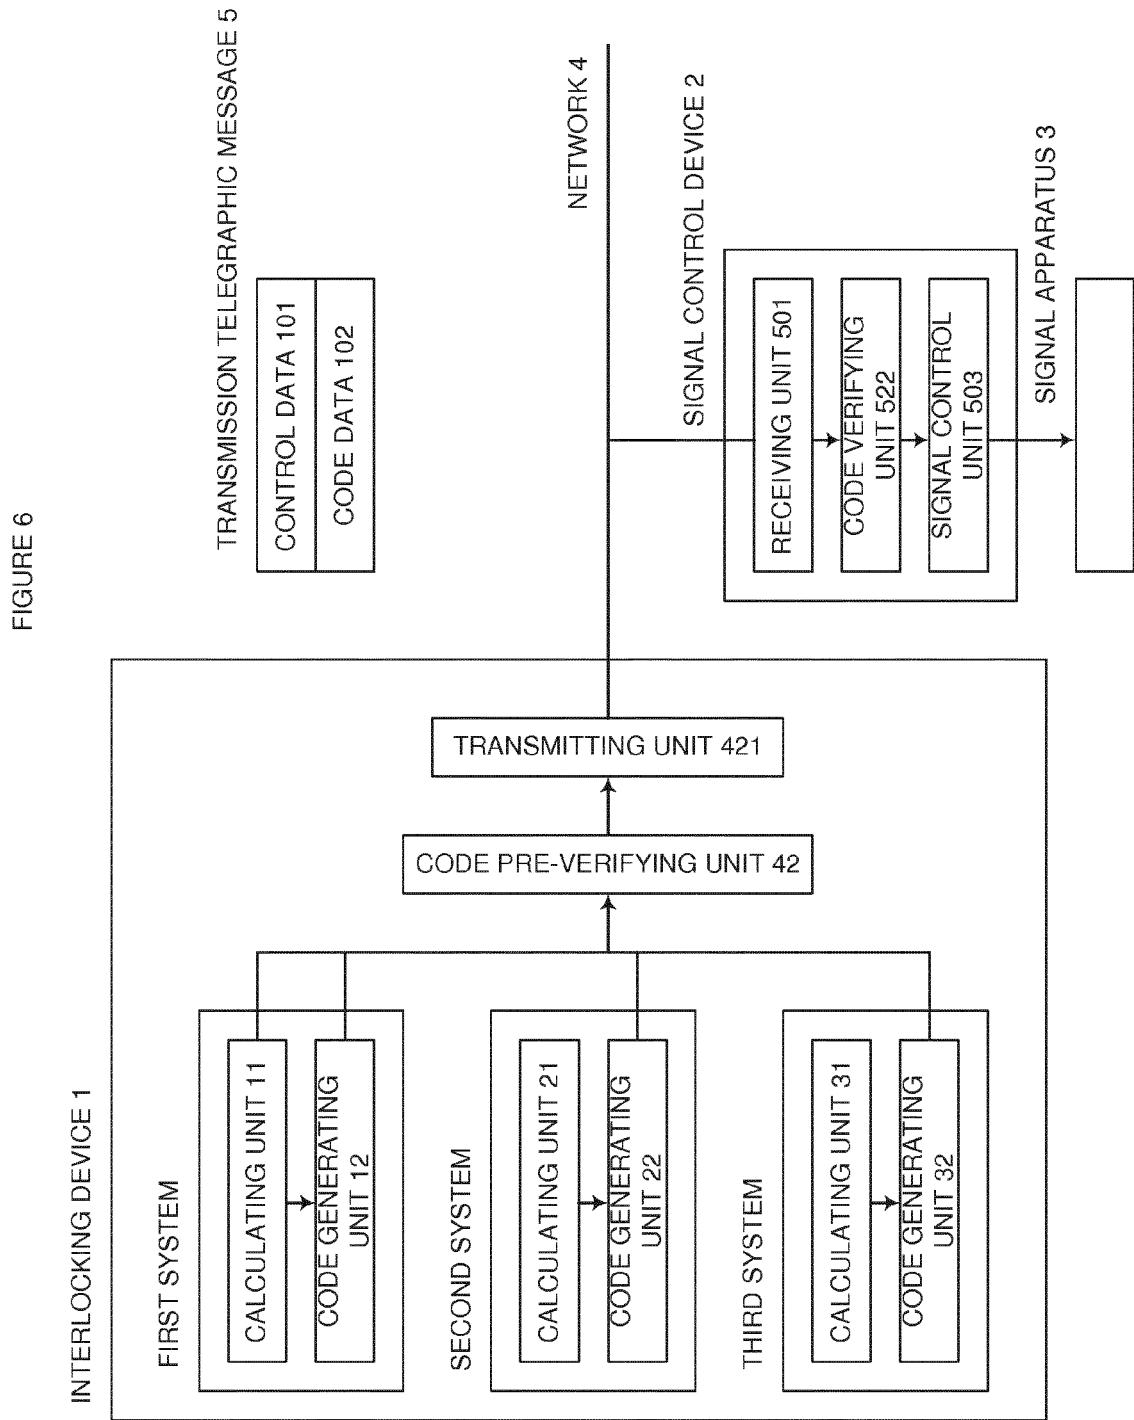 FIGURE 6
INTERLOCKING DEVICE 1
FIRST SYSTEM
CALCULATING UNIT 11
CODE GENERATING
UNIT 12
SECOND SYSTEM
CALCULATING UNIT 21
CODE GENERATING
UNIT 22
THIRD SYSTEM
CALCULATING UNIT 31
CODE GENERATING
UNIT 32
CODE PRE-VERIFYING UNIT 42
TRANSMITTING UNIT 421
TRANSMISSION TELEGRAPHIC MESSAGE 5
CONTROL DATA 101
CODE DATA 102
NETWORK 4
SIGNAL CONTROL DEVICE 2
RECEIVING UNIT 501
CODE VERIFYING
UNIT 522
SIGNAL CONTROL
UNIT 503
SIGNAL APPARATUS 3